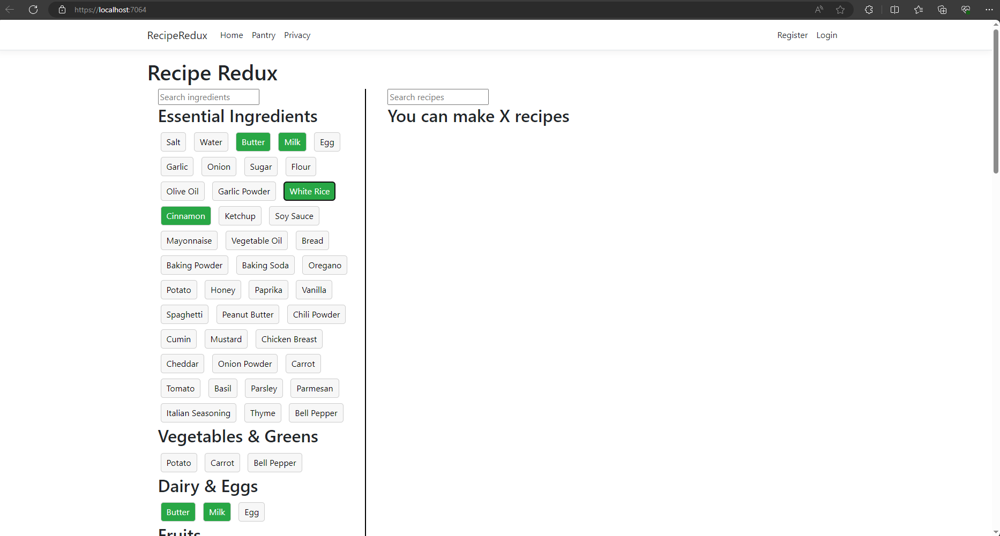 https://localhost:7064
RecipeRedux Home Pantry Privacy Register Login
Recipe Redux
Search ingredients
Essential Ingredients
Salt Water Butter Milk Egg
Garlic Onion Sugar Flour
Olive Oil Garlic Powder White Rice
Cinnamon Ketchup Soy Sauce
Mayonnaise Vegetable Oil Bread
Baking Powder Baking Soda Oregano
Potato Honey Paprika Vanilla
Spaghetti Peanut Butter Chili Powder
Cumin Mustard Chicken Breast
Cheddar Onion Powder Carrot
Tomato Basil Parsley Parmesan
Italian Seasoning Thyme Bell Pepper
Vegetables & Greens
Potato Carrot Bell Pepper
Dairy & Eggs
Butter Milk Egg
Fruits
Search recipes
You can make X recipes